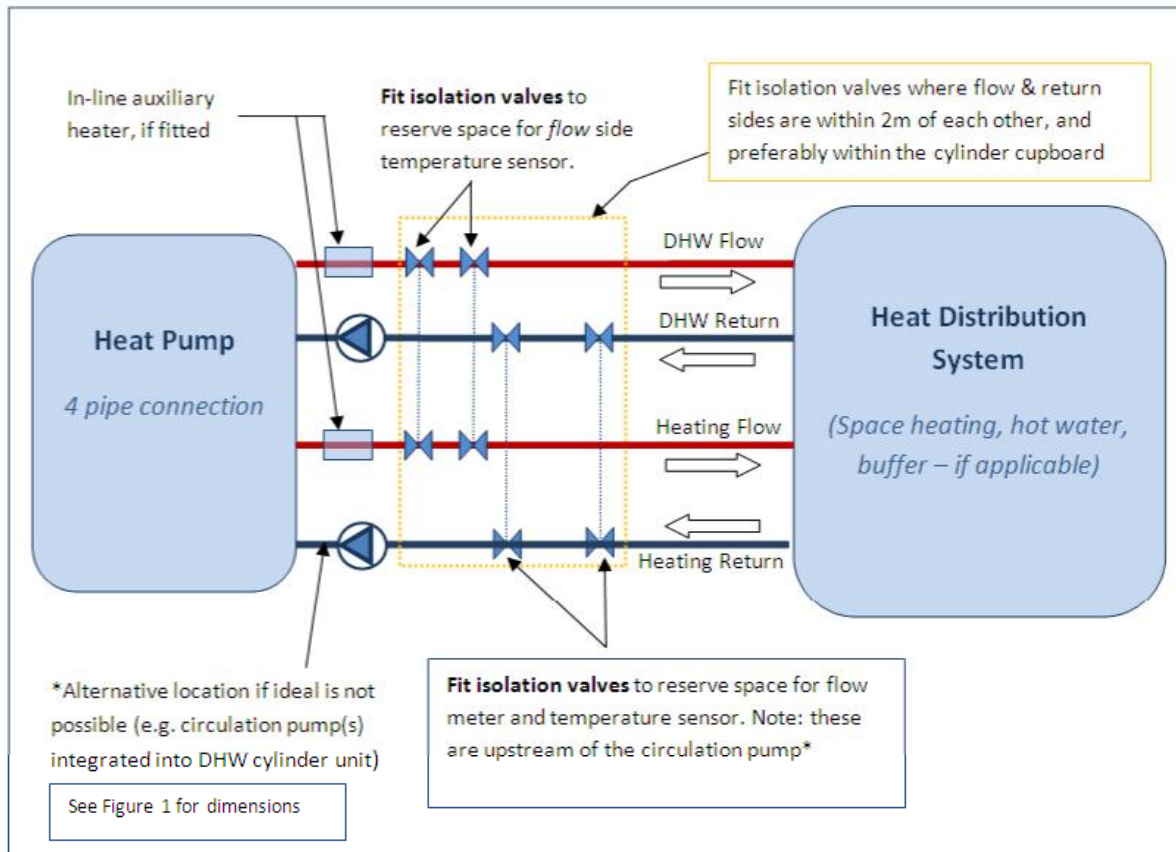 In-line auxiliary
heater, if fitted
Fit isolation valves to
reserve space for flow side
temperature sensor.
Fit isolation valves where flow & return
sides are within 2m of each other, and
preferably within the cylinder cupboard
Heat Pump
4 pipe connection
DHW Flow
DHW Return
Heating Flow
Heating Return
Heat Distribution
System
(Space heating, hot water,
buffer – if applicable)
*Alternative location if ideal is not
possible (e.g. circulation pump(s)
integrated into DHW cylinder unit)
See Figure 1 for dimensions
Fit isolation valves to reserve space for flow
meter and temperature sensor. Note: these
are upstream of the circulation pump*